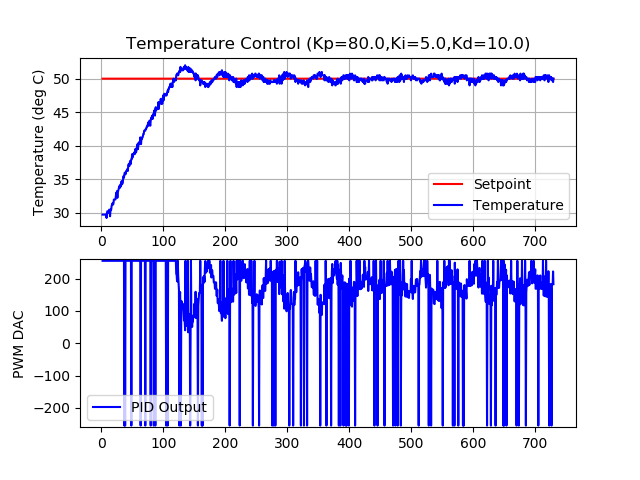 Temperature Control (Kp=80.0,Ki=5.0,Kd=10.0)
Temperature (deg C)
50
45
40
35
30
Setpoint
Temperature
0 100 200 300 400 500 600 700
PWM DAC
200
100
0
−100
−200
PID Output
0 100 200 300 400 500 600 700